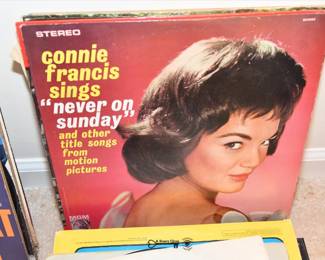 STEREO
connie
francis
sings
"never on
sunday"
and other
title songs
from
motion
pictures
MGM